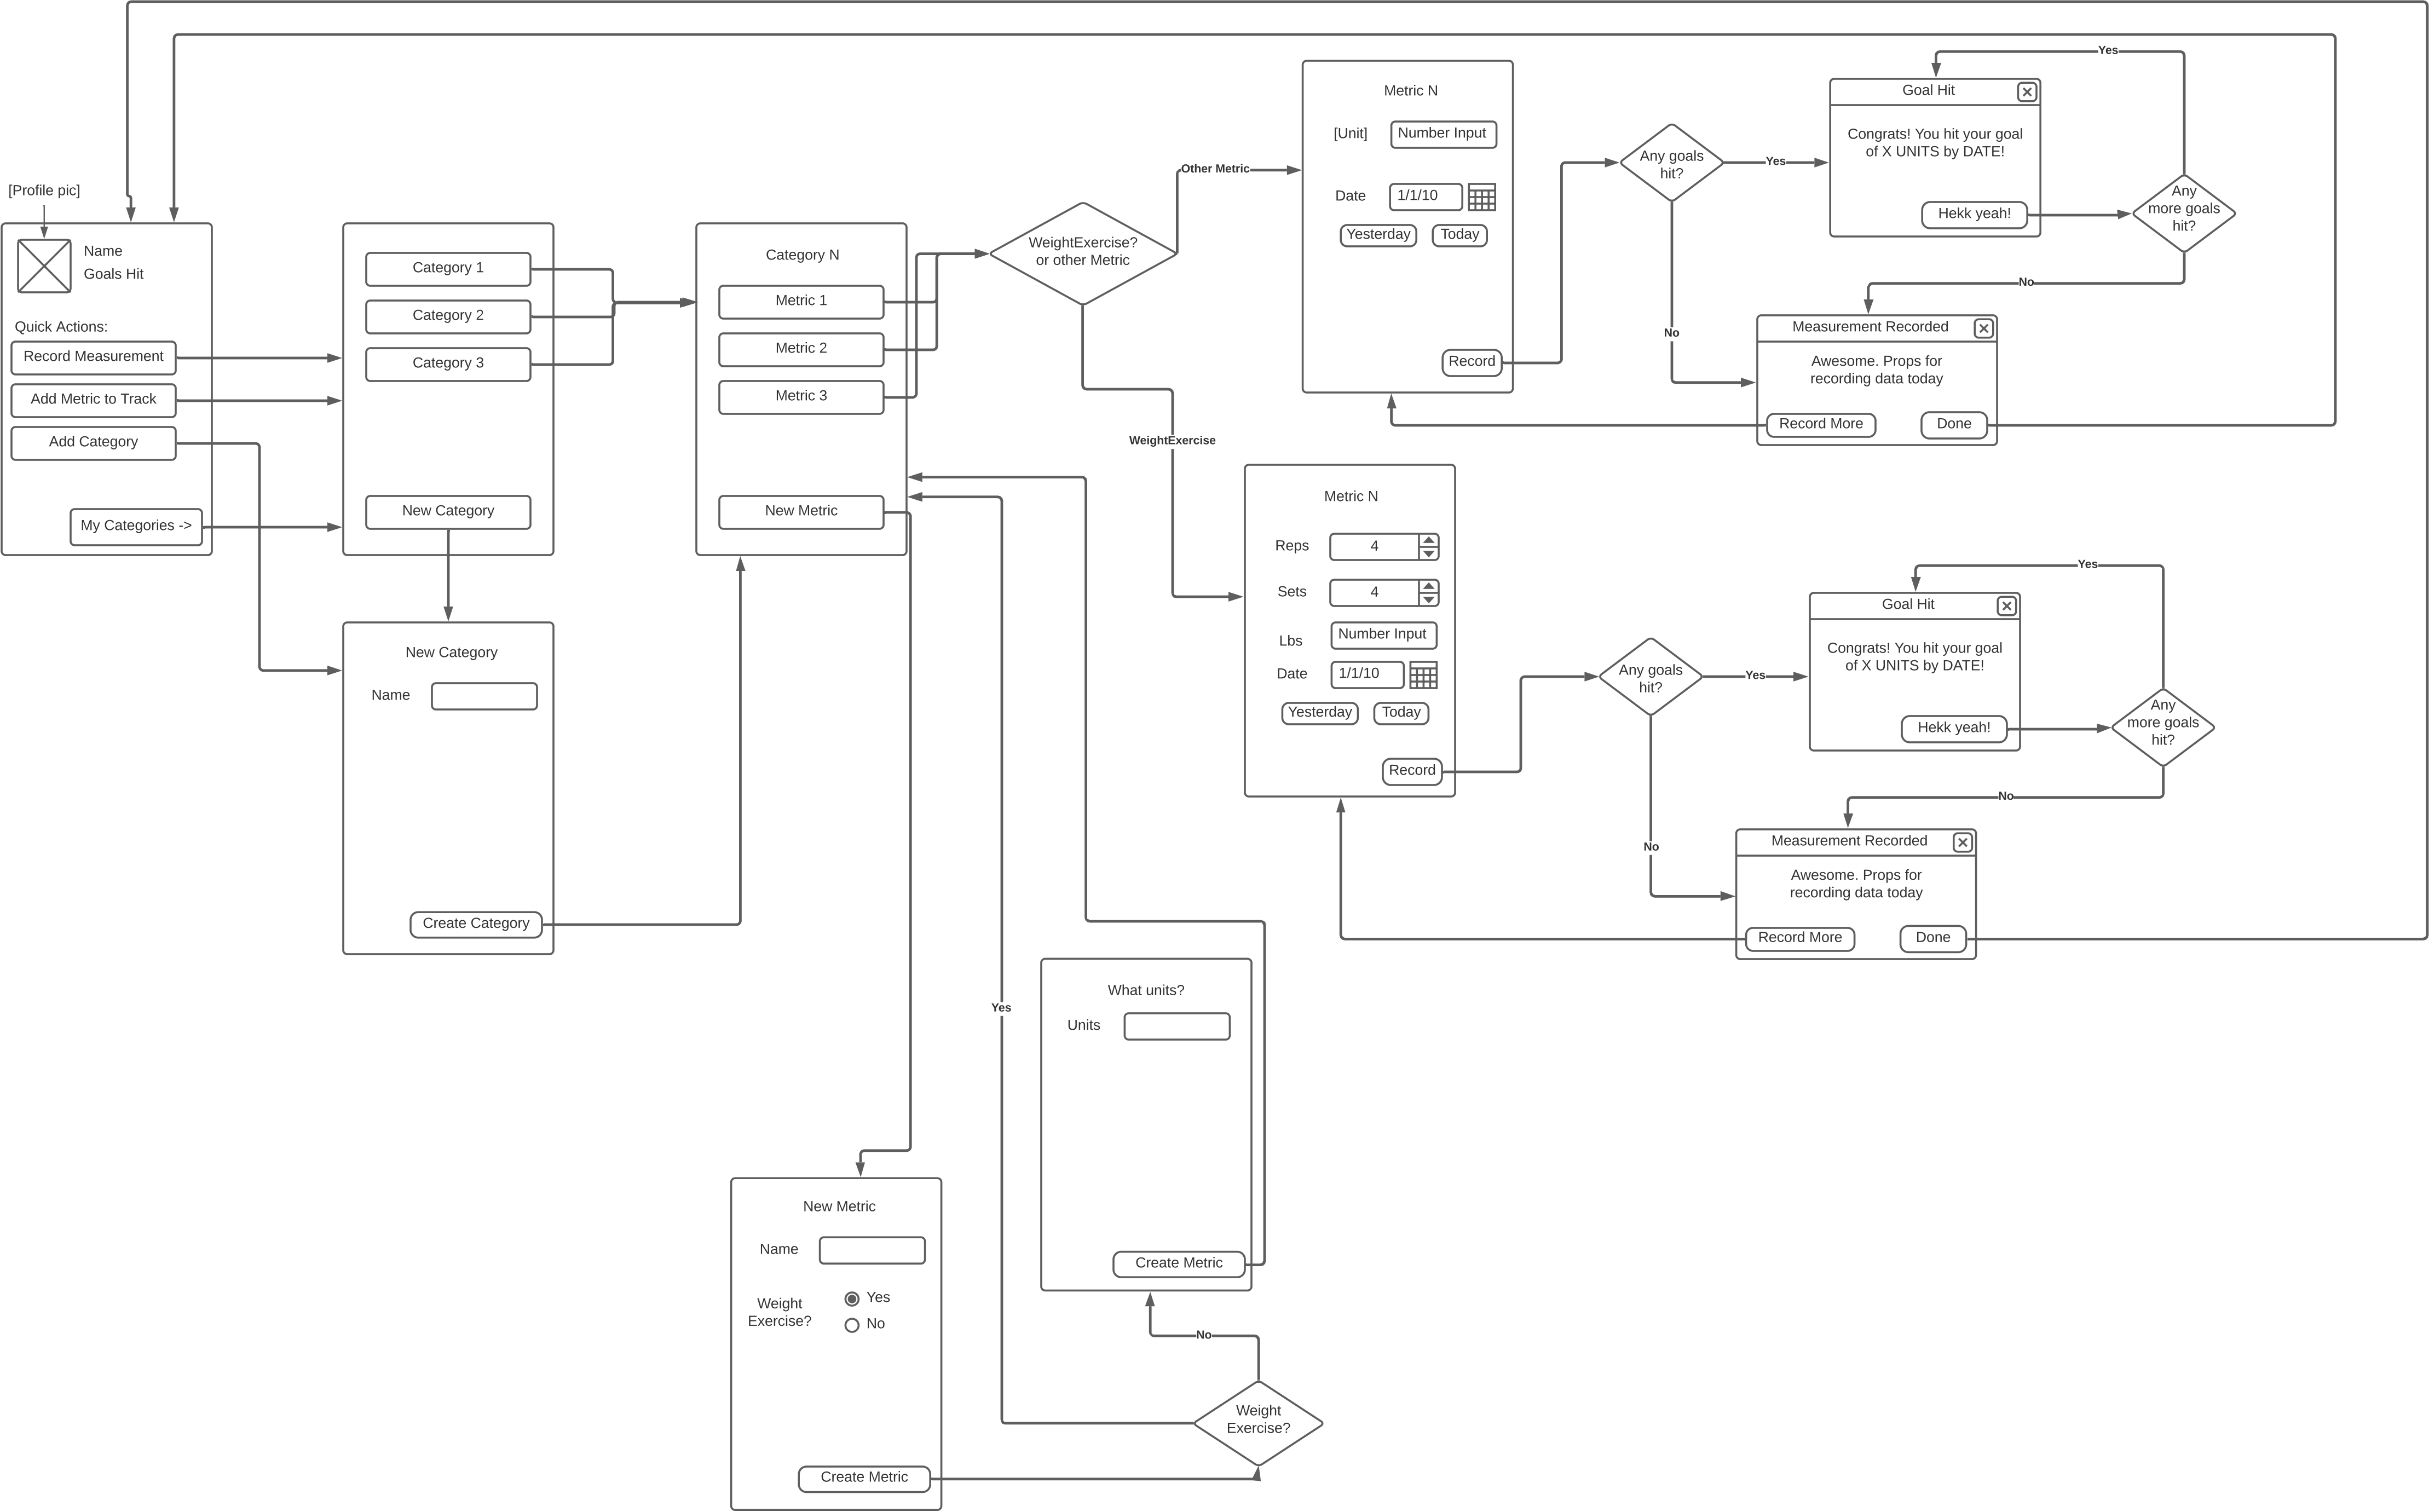 [Profile pic]
Name
Goals Hit
Quick Actions:
Record Measurement
Add Metric to Track
Add Category
My Categories ->
Category 1
Category 2
Category 3
New Category
New Category
Name
Create Category
Category N
Metric 1
Metric 2
Metric 3
New Metric
WeightExercise?
or other Metric
Other Metric
WeightExercise
Metric N
[Unit]
Number Input
Date
1/1/10
Yesterday
Today
Record
Any goals
hit?
Yes
No
Goal Hit
Congrats! You hit your goal
of X UNITS by DATE!
Hekk yeah!
Any
more goals
hit?
Yes
No
Measurement Recorded
Awesome. Props for
recording data today
Record More
Done
Metric N
Reps
4
Sets
4
Lbs
Number Input
Date
1/1/10
Yesterday
Today
Record
Any goals
hit?
Yes
No
Goal Hit
Congrats! You hit your goal
of X UNITS by DATE!
Hekk yeah!
Any
more goals
hit?
Yes
No
Measurement Recorded
Awesome. Props for
recording data today
Record More
Done
What units?
Units
Create Metric
Yes
No
New Metric
Name
Weight
Exercise?
Yes
No
Create Metric
Weight
Exercise?